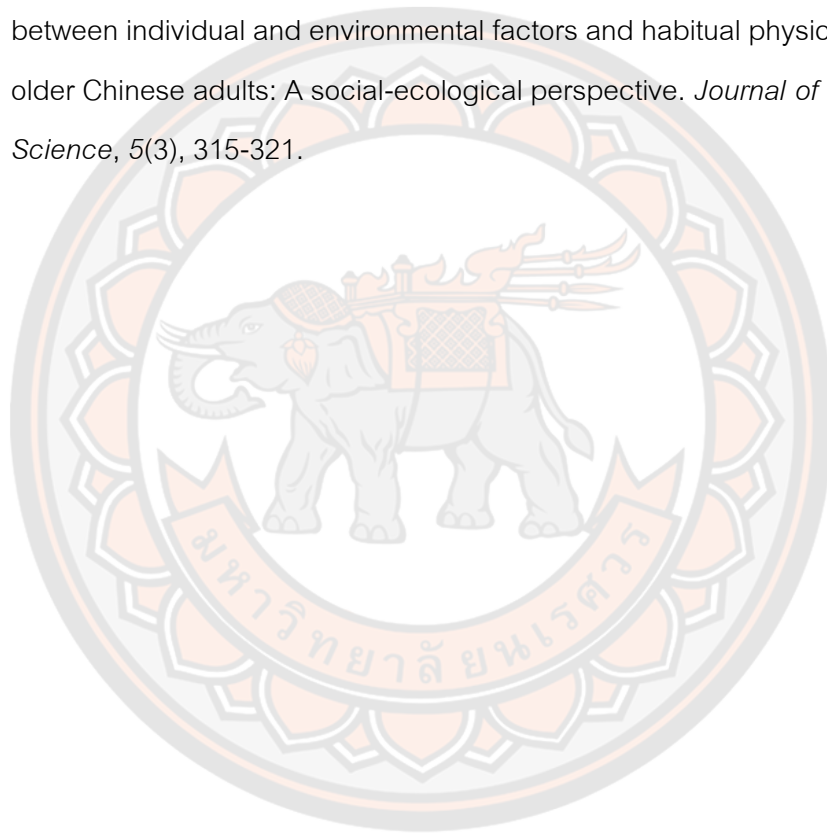 between individual and environmental factors and habitual physic
older Chinese adults: A social-ecological perspective. Journal of
Science, 5(3), 315-321.
มหาวิทยาลัยนเรศวร